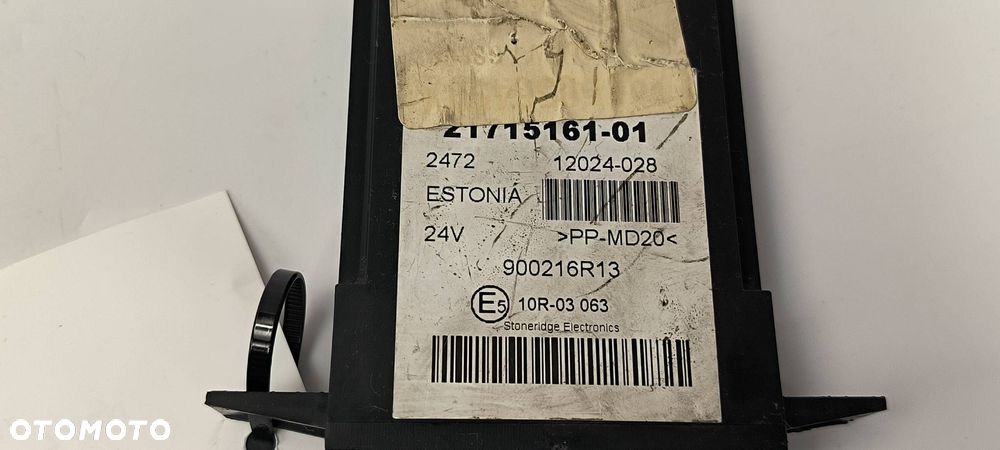 21715161-01
2472 12024-028
ESTONIA
24V >PP-MD20<
900216R13
E5 10R-03 063
Stoneridge Electronics
OTOMOTO